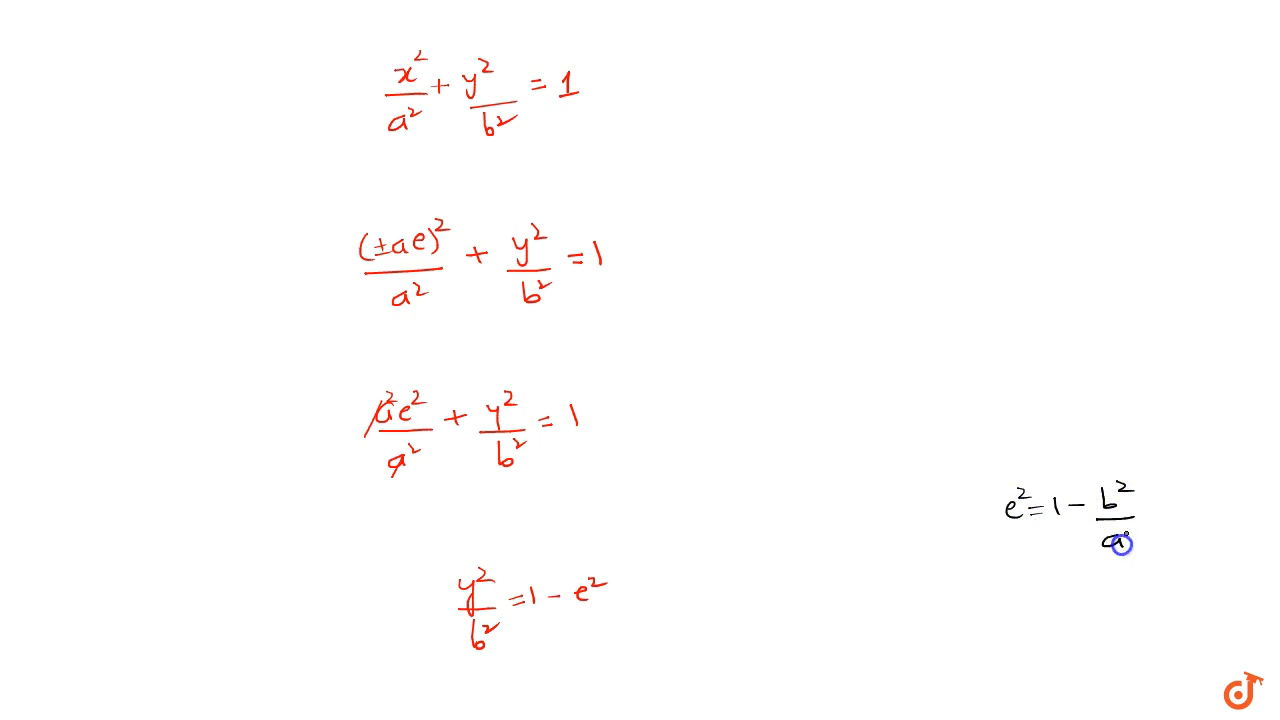 x²/a² + y²/b² = 1
(±ae)²/a² + y²/b² = 1
a²e²/a² + y²/b² = 1
e² = 1 - b²/a
y²/b² = 1 - e²